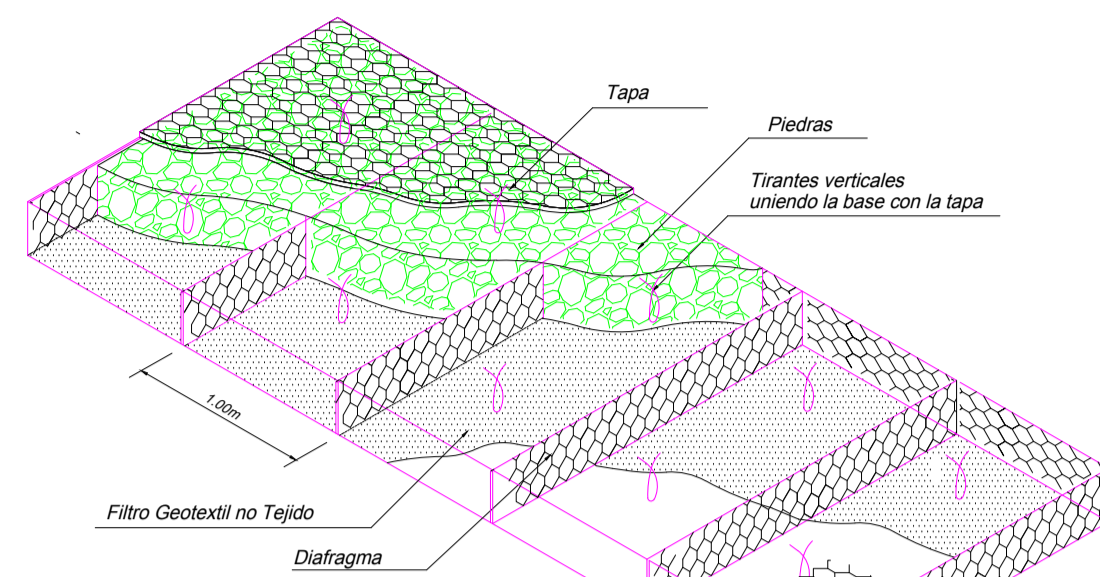 Tapa
Piedras
Tirantes verticales
uniendo la base con la tapa
1.00m
Filtro Geotextil no Tejido
Diafragma